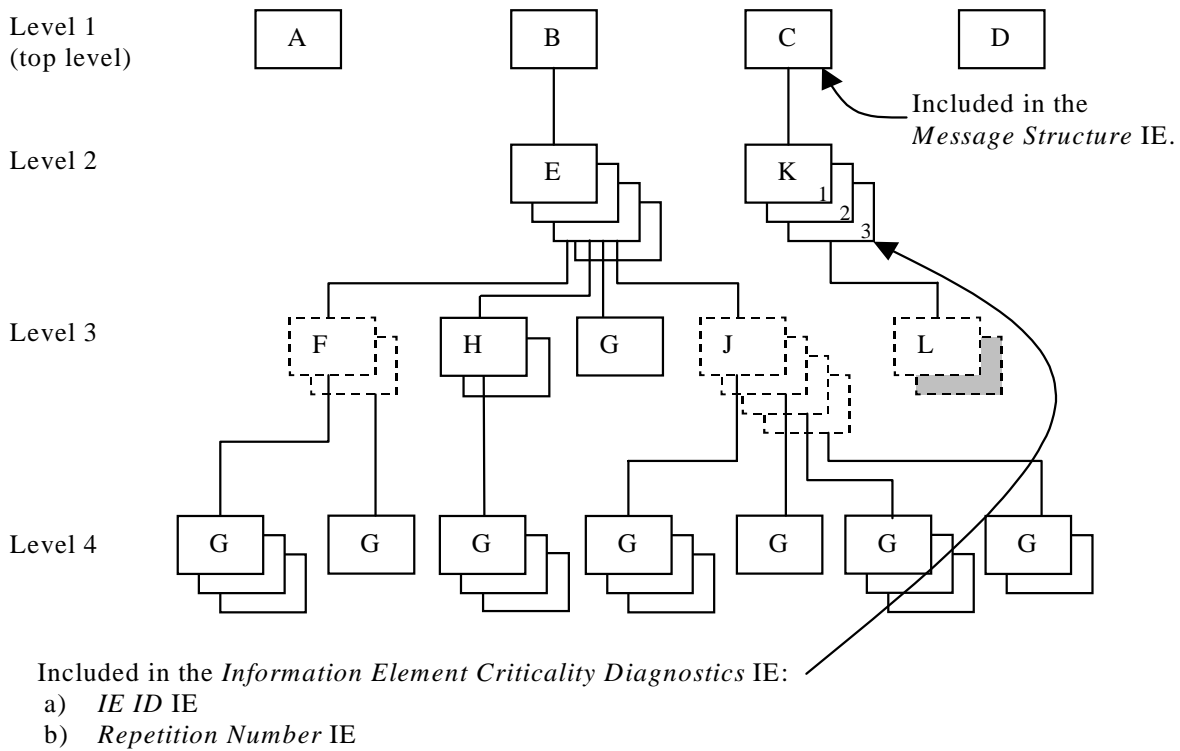 Level 1
(top level)
A
B
C
D
Included in the
Message Structure IE.
Level 2
E
K
1
2
3
Level 3
F
H
G
J
L
Level 4
G
G
G
G
G
G
G
Included in the Information Element Criticality Diagnostics IE:
a) IE ID IE
b) Repetition Number IE